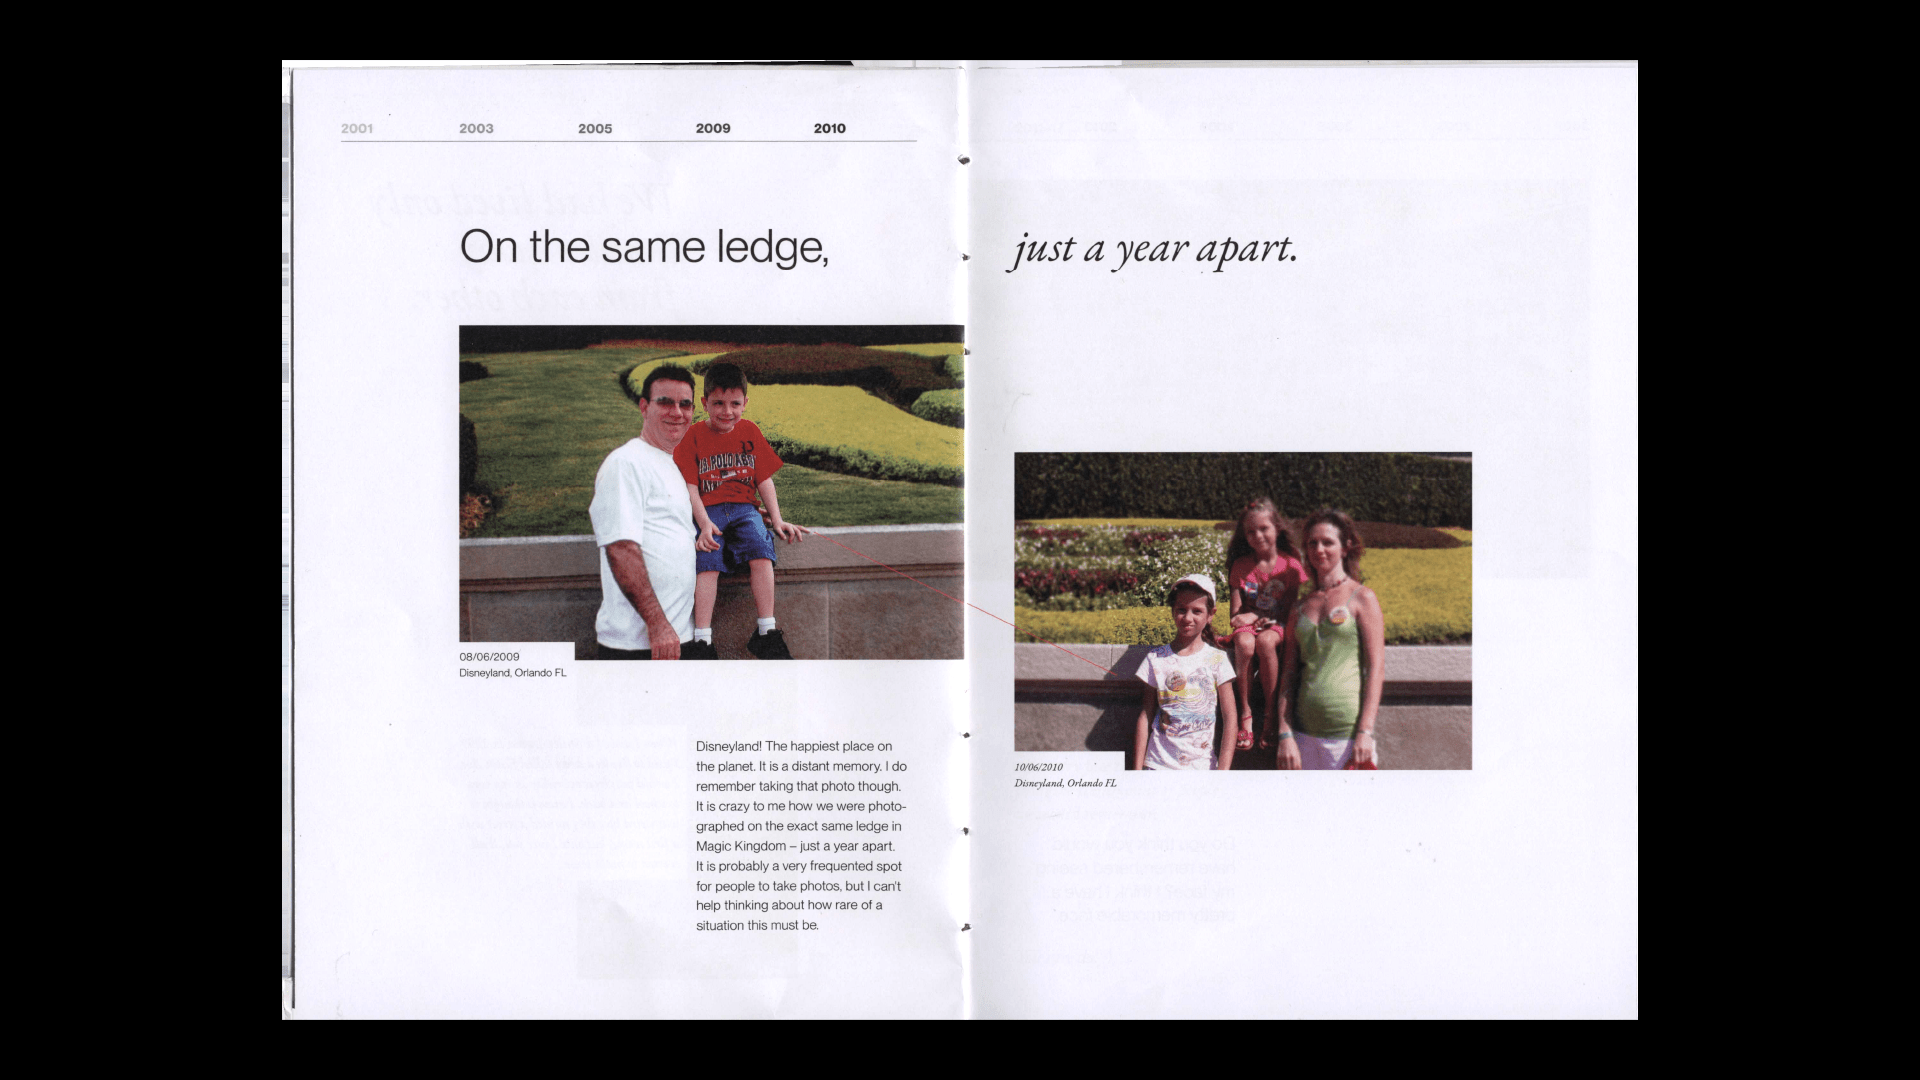 2001 2003 2005 2009 2010
On the same ledge,
just a year apart.
08/06/2009
Disneyland, Orlando FL
Disneyland! The happiest place on
the planet. It is a distant memory. I do
remember taking that photo though.
It is crazy to me how we were photo-
graphed on the exact same ledge in
Magic Kingdom – just a year apart.
It is probably a very frequented spot
for people to take photos, but I can't
help thinking about how rare of a
situation this must be.
10/06/2010
Disneyland, Orlando FL